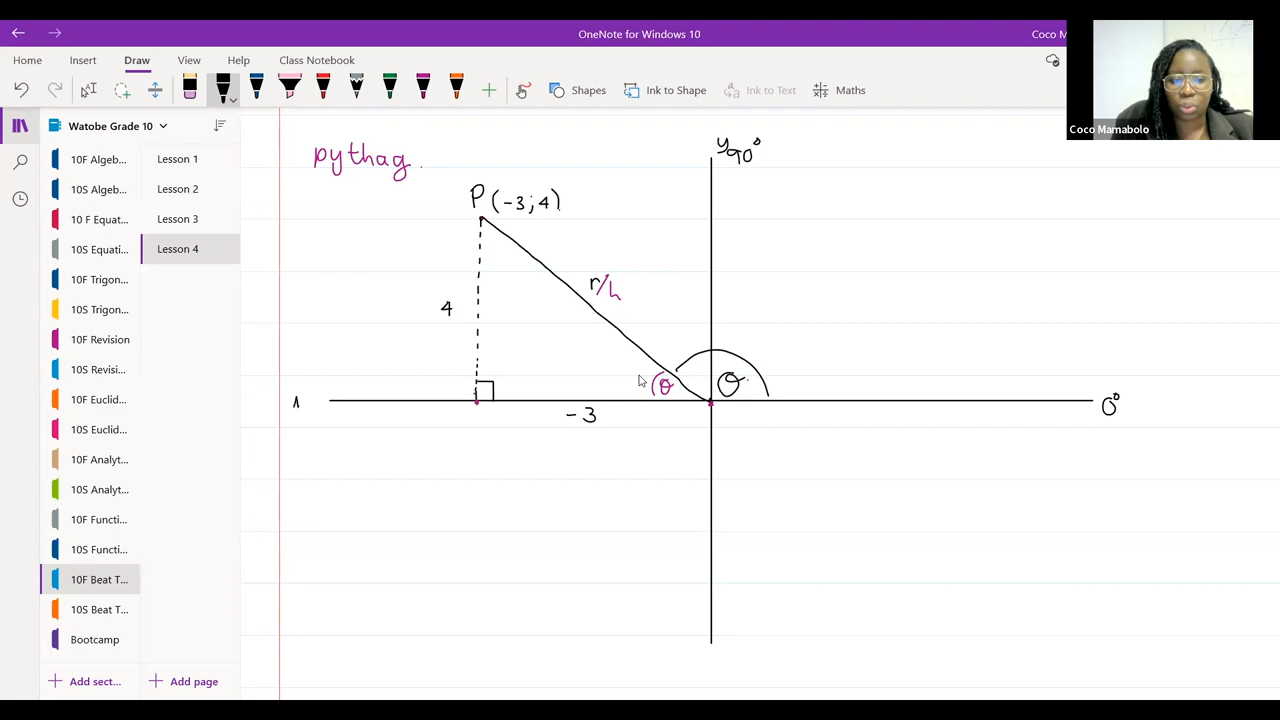 OneNote for Windows 10
Coco M
Home Insert Draw View Help Class Notebook
Shapes Ink to Shape Ink to Text Maths
Coco Mamabolo
Watobe Grade 10
10F Algeb...
10S Algeb...
10 F Equat...
10S Equati...
10F Trigon...
10S Trigon...
10F Revision
10S Revisi...
10F Euclid...
10S Euclid...
10F Analyt...
10S Analyt...
10F Functi...
10S Functi...
10F Beat T...
10S Beat T...
Bootcamp
Add sect...
Lesson 1
Lesson 2
Lesson 3
Lesson 4
Add page
pythag.
y 90°
P (-3; 4)
r/h
4
θ θ
-3
0°